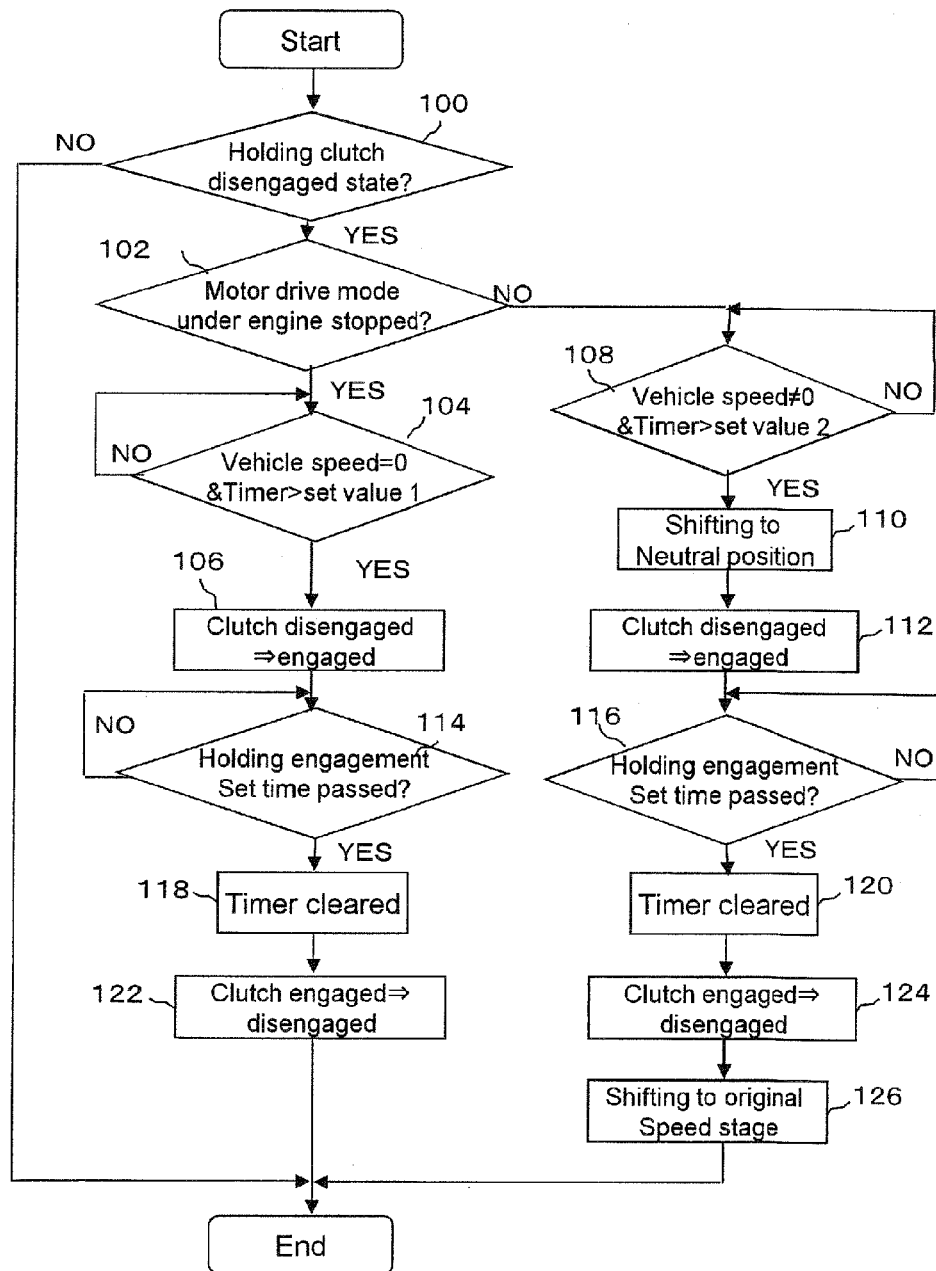 Start
100
NO
Holding clutch
disengaged state?
YES
102
Motor drive mode
under engine stopped?
NO
YES
108
Vehicle speed≠0
&Timer>set value 2
NO
YES
104
NO
Vehicle speed=0
&Timer>set value 1
YES
Shifting to
Neutral position
110
106
Clutch disengaged
⇒engaged
Clutch disengaged
⇒engaged
112
NO
114
Holding engagement
Set time passed?
YES
116
Holding engagement
Set time passed?
NO
YES
118
Timer cleared
Timer cleared
120
122
Clutch engaged⇒
disengaged
Clutch engaged⇒
disengaged
124
Shifting to original
Speed stage
126
End